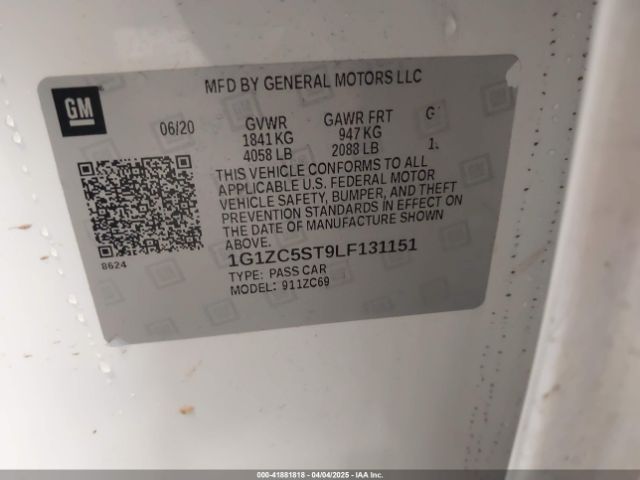 MFD BY GENERAL MOTORS LLC
GM
06/20 GVWR GAWR FRT G
1841 KG 947 KG
4058 LB 2088 LB 1
THIS VEHICLE CONFORMS TO ALL
APPLICABLE U.S. FEDERAL MOTOR
VEHICLE SAFETY, BUMPER, AND THEFT
PREVENTION STANDARDS IN EFFECT ON
THE DATE OF MANUFACTURE SHOWN
ABOVE.
8624
1G1ZC5ST9LF131151
TYPE: PASS CAR
MODEL: 911ZC69
000-41881818 - 04/04/2025 - IAA Inc.